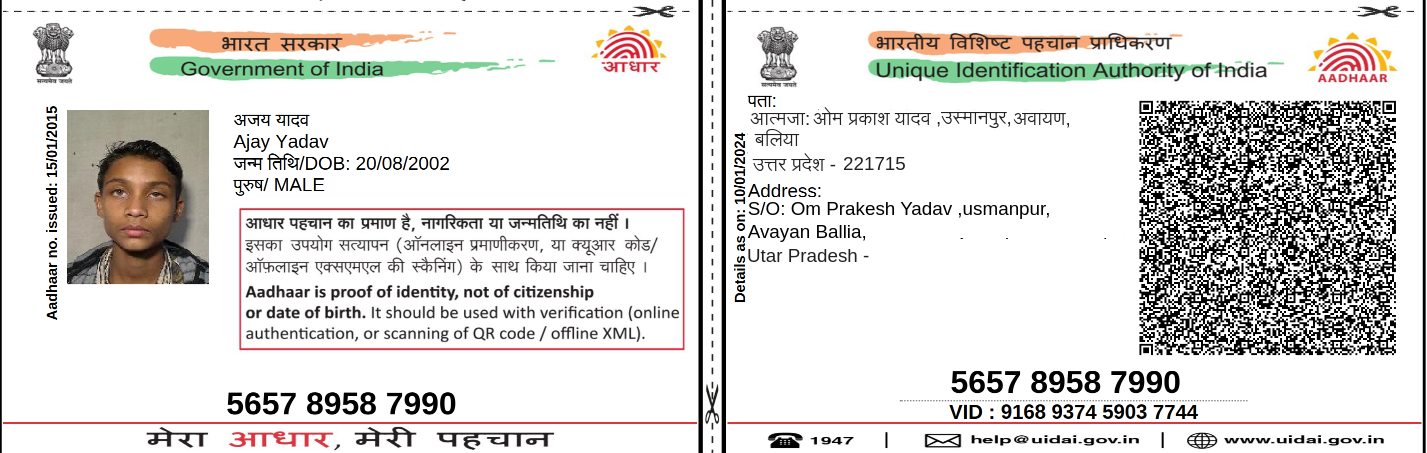 भारत सरकार
Government of India
आधार
सत्यमेव जयते
Aadhaar no. issued: 15/01/2015
अजय यादव
Ajay Yadav
जन्म तिथि/DOB: 20/08/2002
पुरुष/ MALE
आधार पहचान का प्रमाण है, नागरिकता या जन्मतिथि का नहीं ।
इसका उपयोग सत्यापन (ऑनलाइन प्रमाणीकरण, या क्यूआर कोड/
ऑफ़लाइन एक्सएमएल की स्कैनिंग) के साथ किया जाना चाहिए ।
Aadhaar is proof of identity, not of citizenship
or date of birth. It should be used with verification (online
authentication, or scanning of QR code / offline XML).
5657 8958 7990
मेरा आधार, मेरी पहचान
भारतीय विशिष्ट पहचान प्राधिकरण
Unique Identification Authority of India
AADHAAR
सत्यमेव जयते
Details as on: 10/01/2024
पता:
आत्मजा: ओम प्रकाश यादव ,उस्मानपुर,अवायण,
बलिया
उत्तर प्रदेश - 221715
Address:
S/O: Om Prakesh Yadav ,usmanpur,
Avayan Ballia,
Utar Pradesh -
5657 8958 7990
VID : 9168 9374 5903 7744
1947 | help@uidai.gov.in | www.uidai.gov.in